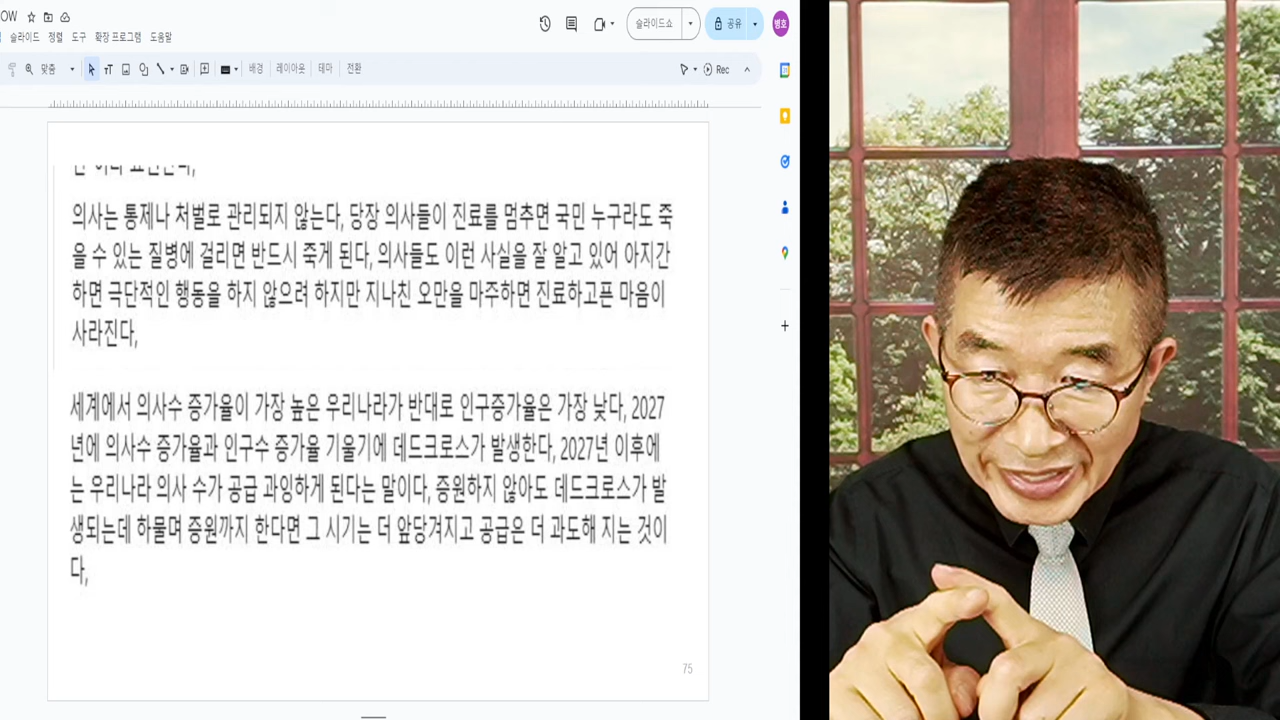 OW
슬라이드 정렬 도구 확장 프로그램 도움말
슬라이드쇼
공유
병호
맞춤
배경 레이아웃 테마 전환
Rec
의사는 통제나 처벌로 관리되지 않는다, 당장 의사들이 진료를 멈추면 국민 누구라도 죽
을 수 있는 질병에 걸리면 반드시 죽게 된다, 의사들도 이런 사실을 잘 알고 있어 아지간
하면 극단적인 행동을 하지 않으려 하지만 지나친 오만을 마주하면 진료하고픈 마음이
사라진다,
세계에서 의사수 증가율이 가장 높은 우리나라가 반대로 인구증가율은 가장 낮다, 2027
년에 의사수 증가율과 인구수 증가율 기울기에 데드크로스가 발생한다, 2027년 이후에
는 우리나라 의사 수가 공급 과잉하게 된다는 말이다, 증원하지 않아도 데드크로스가 발
생되는데 하물며 증원까지 한다면 그 시기는 더 앞당겨지고 공급은 더 과도해 지는 것이
다,
75